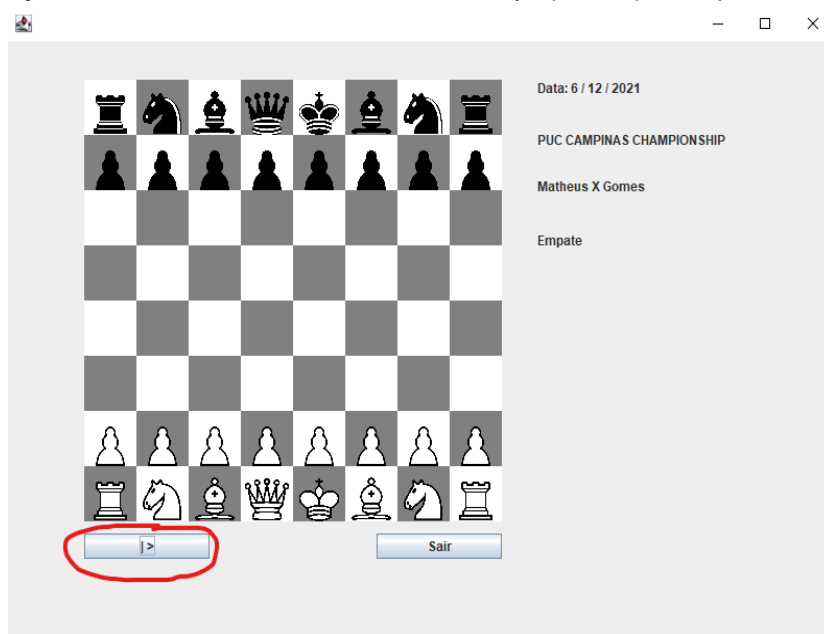 Data: 6 / 12 / 2021
PUC CAMPINAS CHAMPIONSHIP
Matheus X Gomes
Empate
|>
Sair